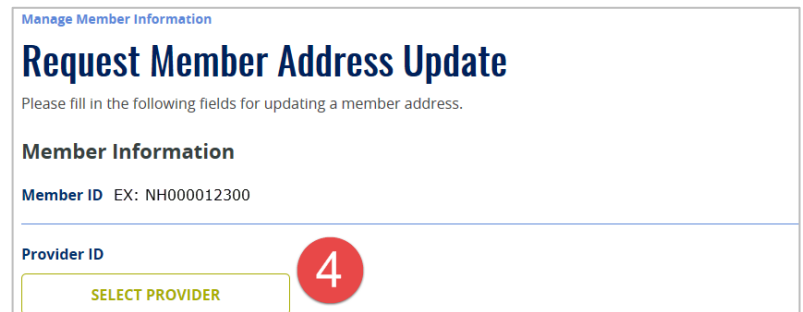 Manage Member Information
Request Member Address Update
Please fill in the following fields for updating a member address.
Member Information
Member ID EX: NH000012300
Provider ID
4
SELECT PROVIDER